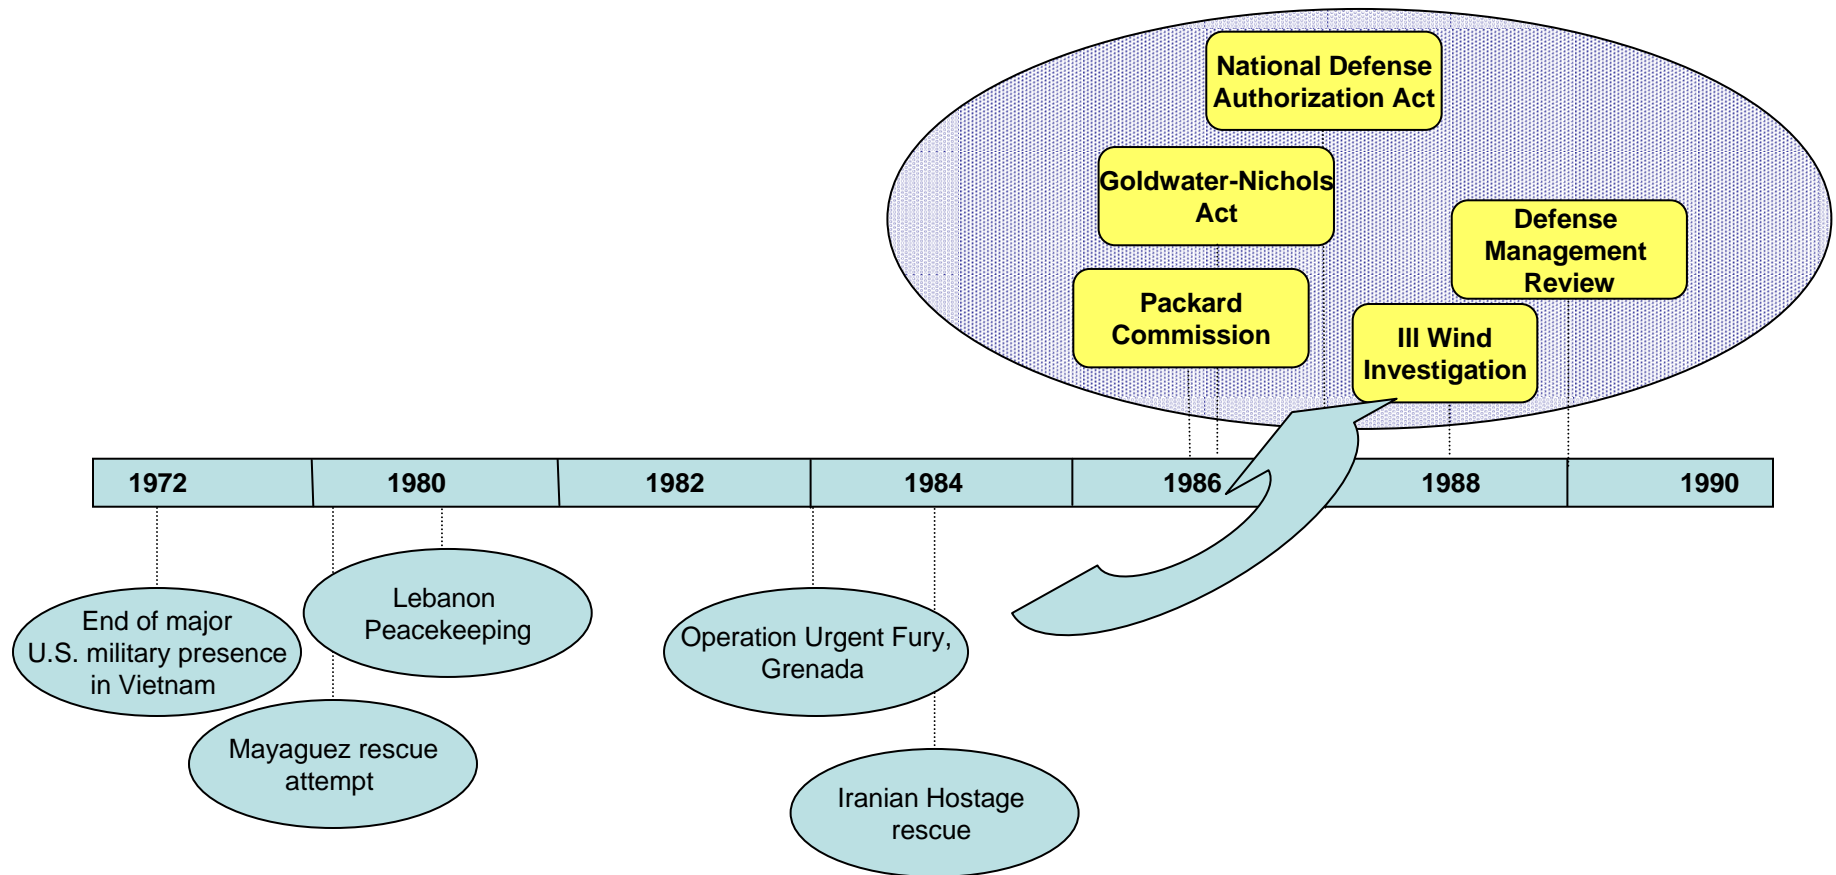 National Defense
Authorization Act
Goldwater-Nichols
Act
Defense
Management
Review
Packard
Commission
Ill Wind
Investigation
1972
1980
1982
1984
1986
1988
1990
End of major
U.S. military presence
in Vietnam
Lebanon
Peacekeeping
Operation Urgent Fury,
Grenada
Mayaguez rescue
attempt
Iranian Hostage
rescue